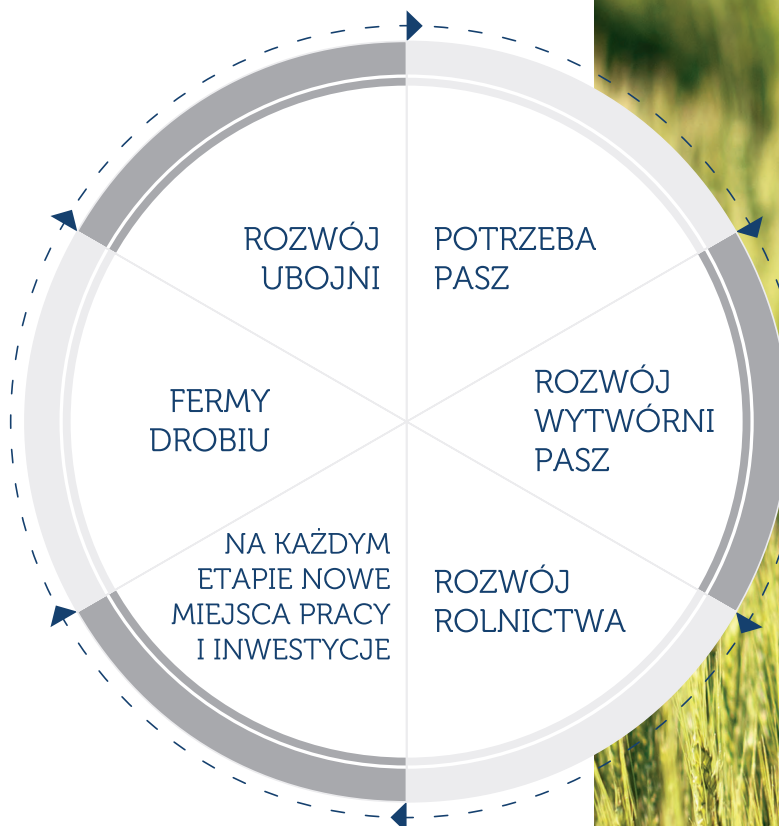 ROZWÓJ
UBOJNI
POTRZEBA
PASZ
ROZWÓJ
WYTWÓRNI
PASZ
ROZWÓJ
ROLNICTWA
NA KAŻDYM
ETAPIE NOWE
MIEJSCA PRACY
I INWESTYCJE
FERMY
DROBIU